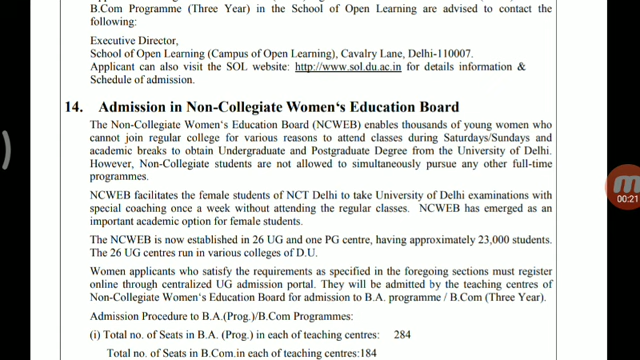 B.Com Programme (Three Year) in the School of Open Learning are advised to contact the
following:
Executive Director,
School of Open Learning (Campus of Open Learning), Cavalry Lane, Delhi-110007.
Applicant can also visit the SOL website: http://www.sol.du.ac.in for details information &
Schedule of admission.
14. Admission in Non-Collegiate Women's Education Board
The Non-Collegiate Women's Education Board (NCWEB) enables thousands of young women who
cannot join regular college for various reasons to attend classes during Saturdays/Sundays and
academic breaks to obtain Undergraduate and Postgraduate Degree from the University of Delhi.
However, Non-Collegiate students are not allowed to simultaneously pursue any other full-time
programmes.
NCWEB facilitates the female students of NCT Delhi to take University of Delhi examinations with
special coaching once a week without attending the regular classes. NCWEB has emerged as an
important academic option for female students.
The NCWEB is now established in 26 UG and one PG centre, having approximately 23,000 students.
The 26 UG centres run in various colleges of D.U.
Women applicants who satisfy the requirements as specified in the foregoing sections must register
online through centralized UG admission portal. They will be admitted by the teaching centres of
Non-Collegiate Women's Education Board for admission to B.A. programme / B.Com (Three Year).
Admission Procedure to B.A.(Prog)/B.Com Programmes:
(i) Total no. of Seats in B.A. (Prog.) in each of teaching centres: 284
Total no. of Seats in B.Com.in each of teaching centres:184
00:21